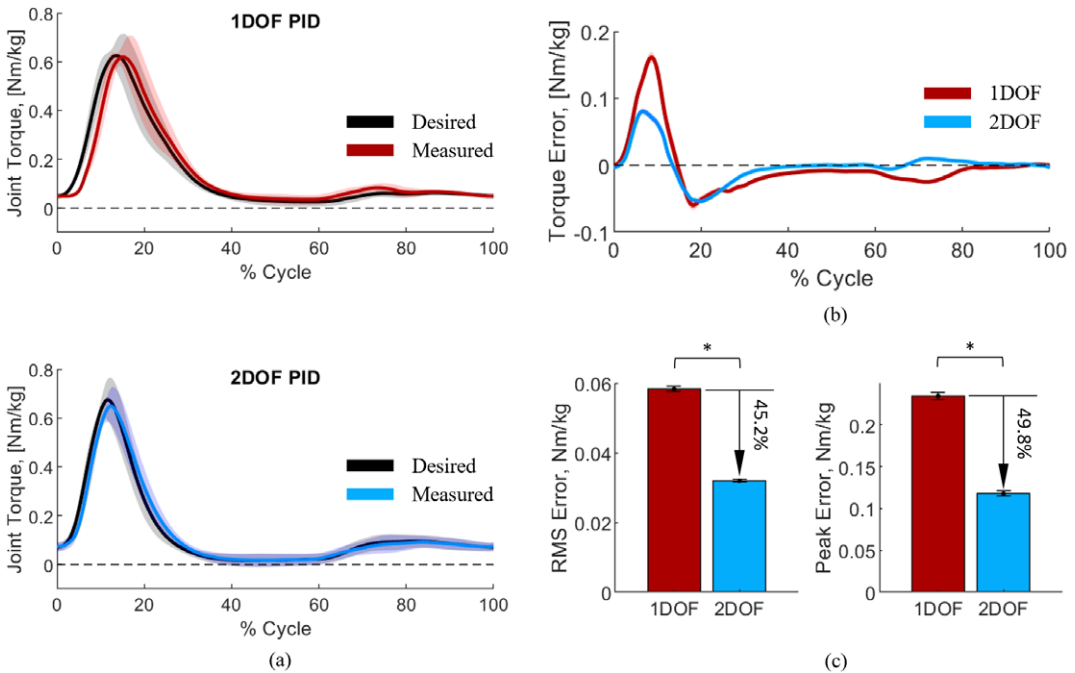 1DOF PID
Joint Torque, [Nm/kg]
0.8
0.6
0.4
0.2
0
Desired
Measured
0 20 40 60 80 100
% Cycle
2DOF PID
Joint Torque, [Nm/kg]
0.8
0.6
0.4
0.2
0
Desired
Measured
0 20 40 60 80 100
% Cycle
(a)
Torque Error, [Nm/kg]
0.2
0.1
0
-0.1
1DOF
2DOF
0 20 40 60 80 100
% Cycle
(b)
RMS Error, Nm/kg
0.06
0.04
0.02
0
*
45.2%
1DOF 2DOF
Peak Error, Nm/kg
0.2
0.15
0.1
0.05
0
*
49.8%
1DOF 2DOF
(c)